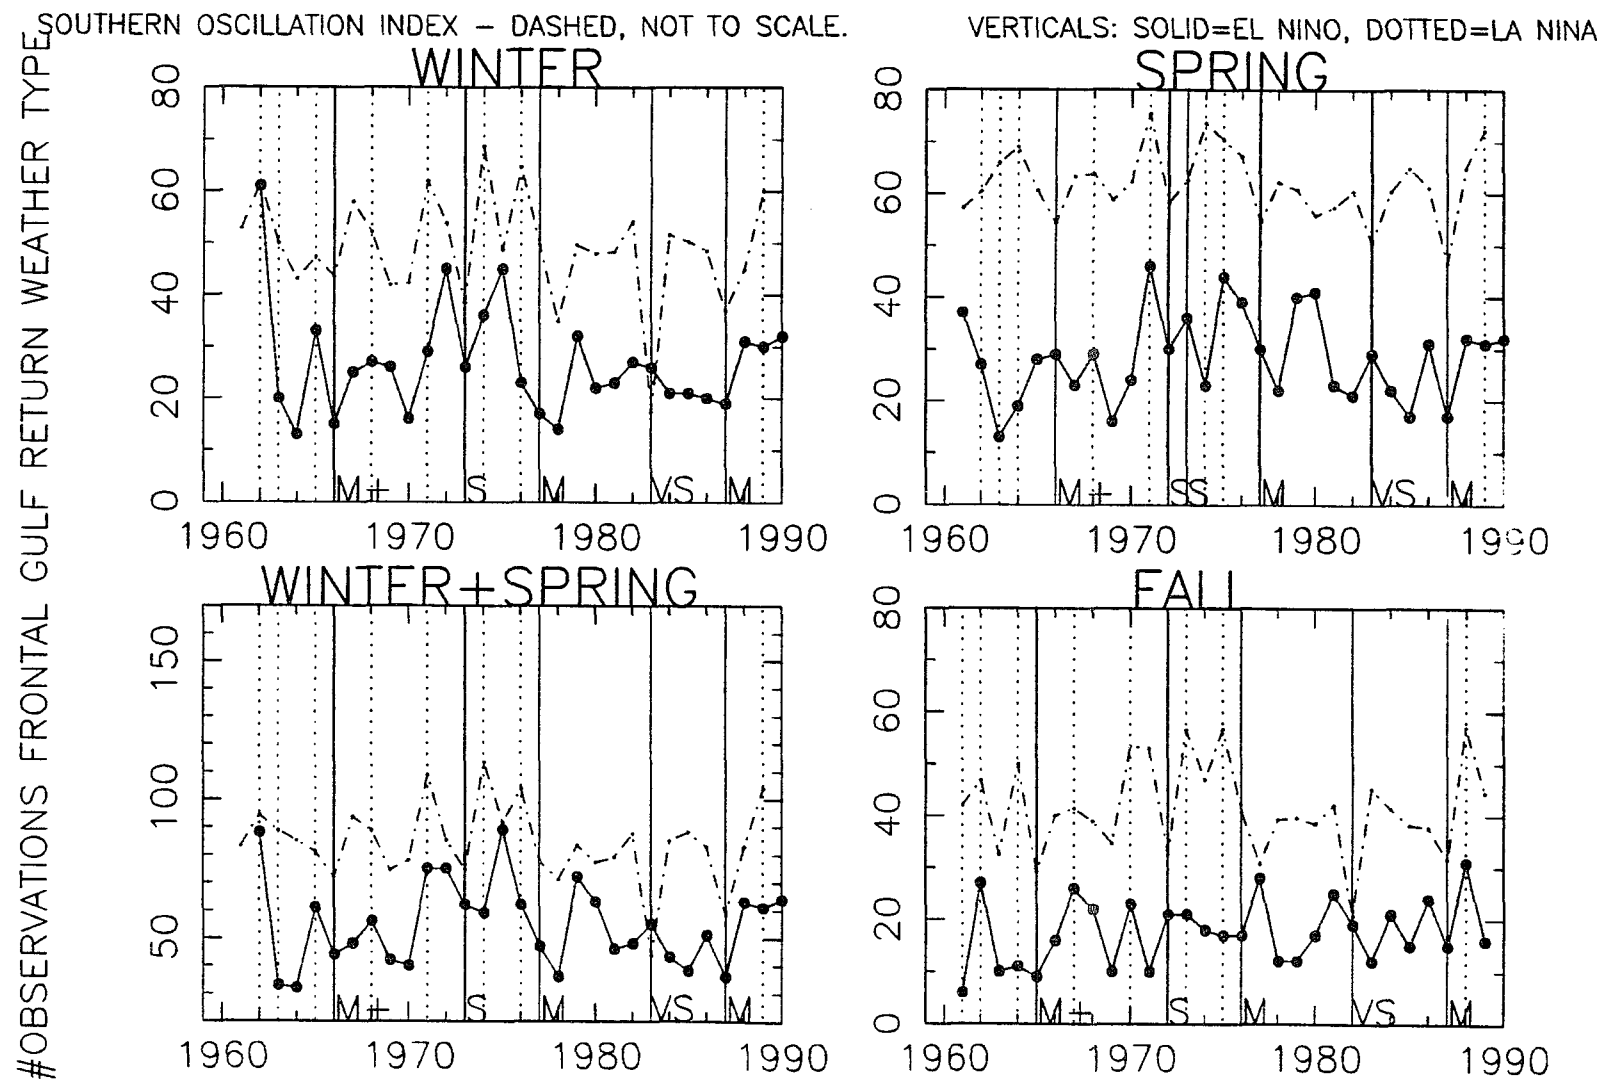 SOUTHERN OSCILLATION INDEX – DASHED, NOT TO SCALE.
VERTICALS: SOLID=EL NINO, DOTTED=LA NINA
#OBSERVATIONS FRONTAL GULF RETURN WEATHER TYPE
WINTER
80
60
40
20
0
M+ S M VS M
1960 1970 1980 1990
SPRING
80
60
40
20
0
M+ SS M VS M
1960 1970 1980 1990
WINTER+SPRING
150
100
50
M+ S M VS M
1960 1970 1980 1990
FALL
80
60
40
20
0
M+ S M VS M
1960 1970 1980 1990